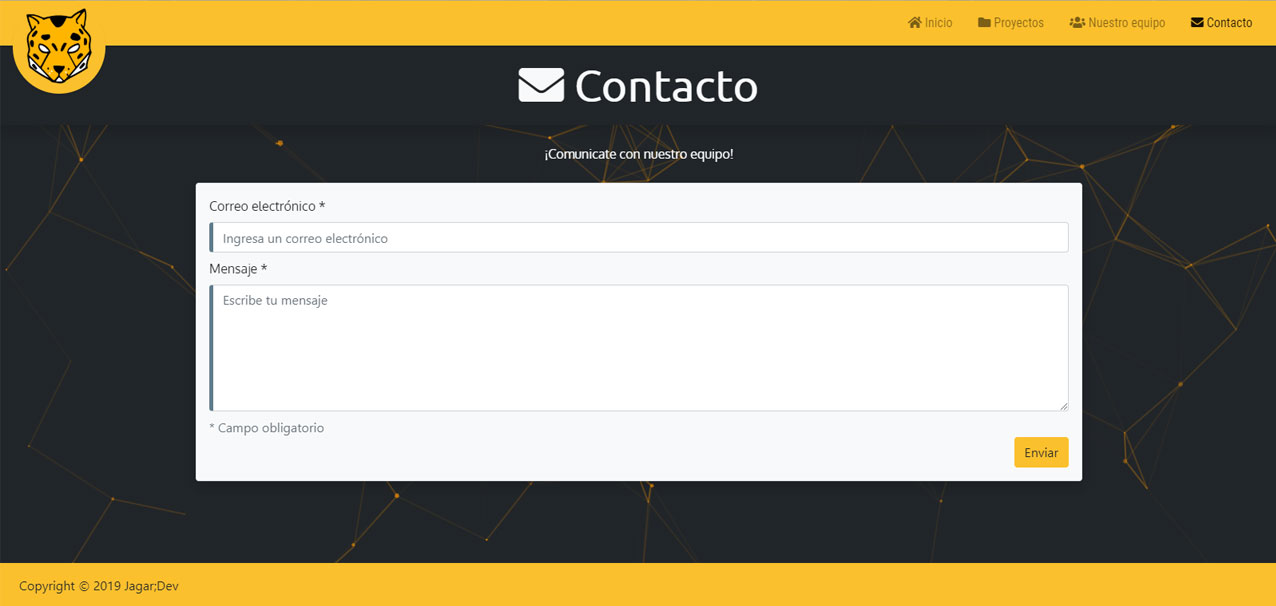 Inicio Proyectos Nuestro equipo Contacto
Contacto
¡Comunicate con nuestro equipo!
Correo electrónico *
Ingresa un correo electrónico
Mensaje *
Escribe tu mensaje
* Campo obligatorio
Enviar
Copyright © 2019 Jagar;Dev